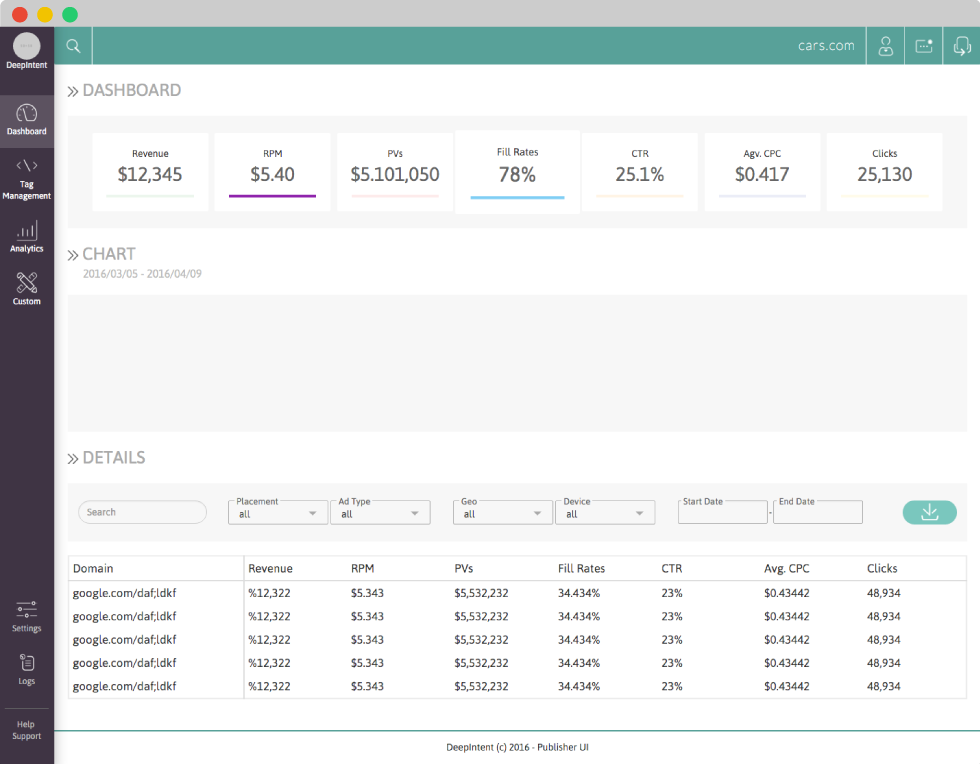 cars.com
DeepIntent
Dashboard
Tag
Management
Analytics
Custom
Settings
Logs
Help
Support
DASHBOARD
Revenue RPM PVs Fill Rates CTR Agv. CPC Clicks
$12,345 $5.40 $5.101,050 78% 25.1% $0.417 25,130
CHART
2016/03/05 - 2016/04/09
DETAILS
Placement Ad Type Geo Device Start Date End Date
Search all all all all -
Domain Revenue RPM PVs Fill Rates CTR Avg. CPC Clicks
google.com/daf;ldkf %12,322 $5.343 $5,532,232 34.434% 23% $0.43442 48,934
google.com/daf;ldkf %12,322 $5.343 $5,532,232 34.434% 23% $0.43442 48,934
google.com/daf;ldkf %12,322 $5.343 $5,532,232 34.434% 23% $0.43442 48,934
google.com/daf;ldkf %12,322 $5.343 $5,532,232 34.434% 23% $0.43442 48,934
google.com/daf;ldkf %12,322 $5.343 $5,532,232 34.434% 23% $0.43442 48,934
DeepIntent (c) 2016 - Publisher UI